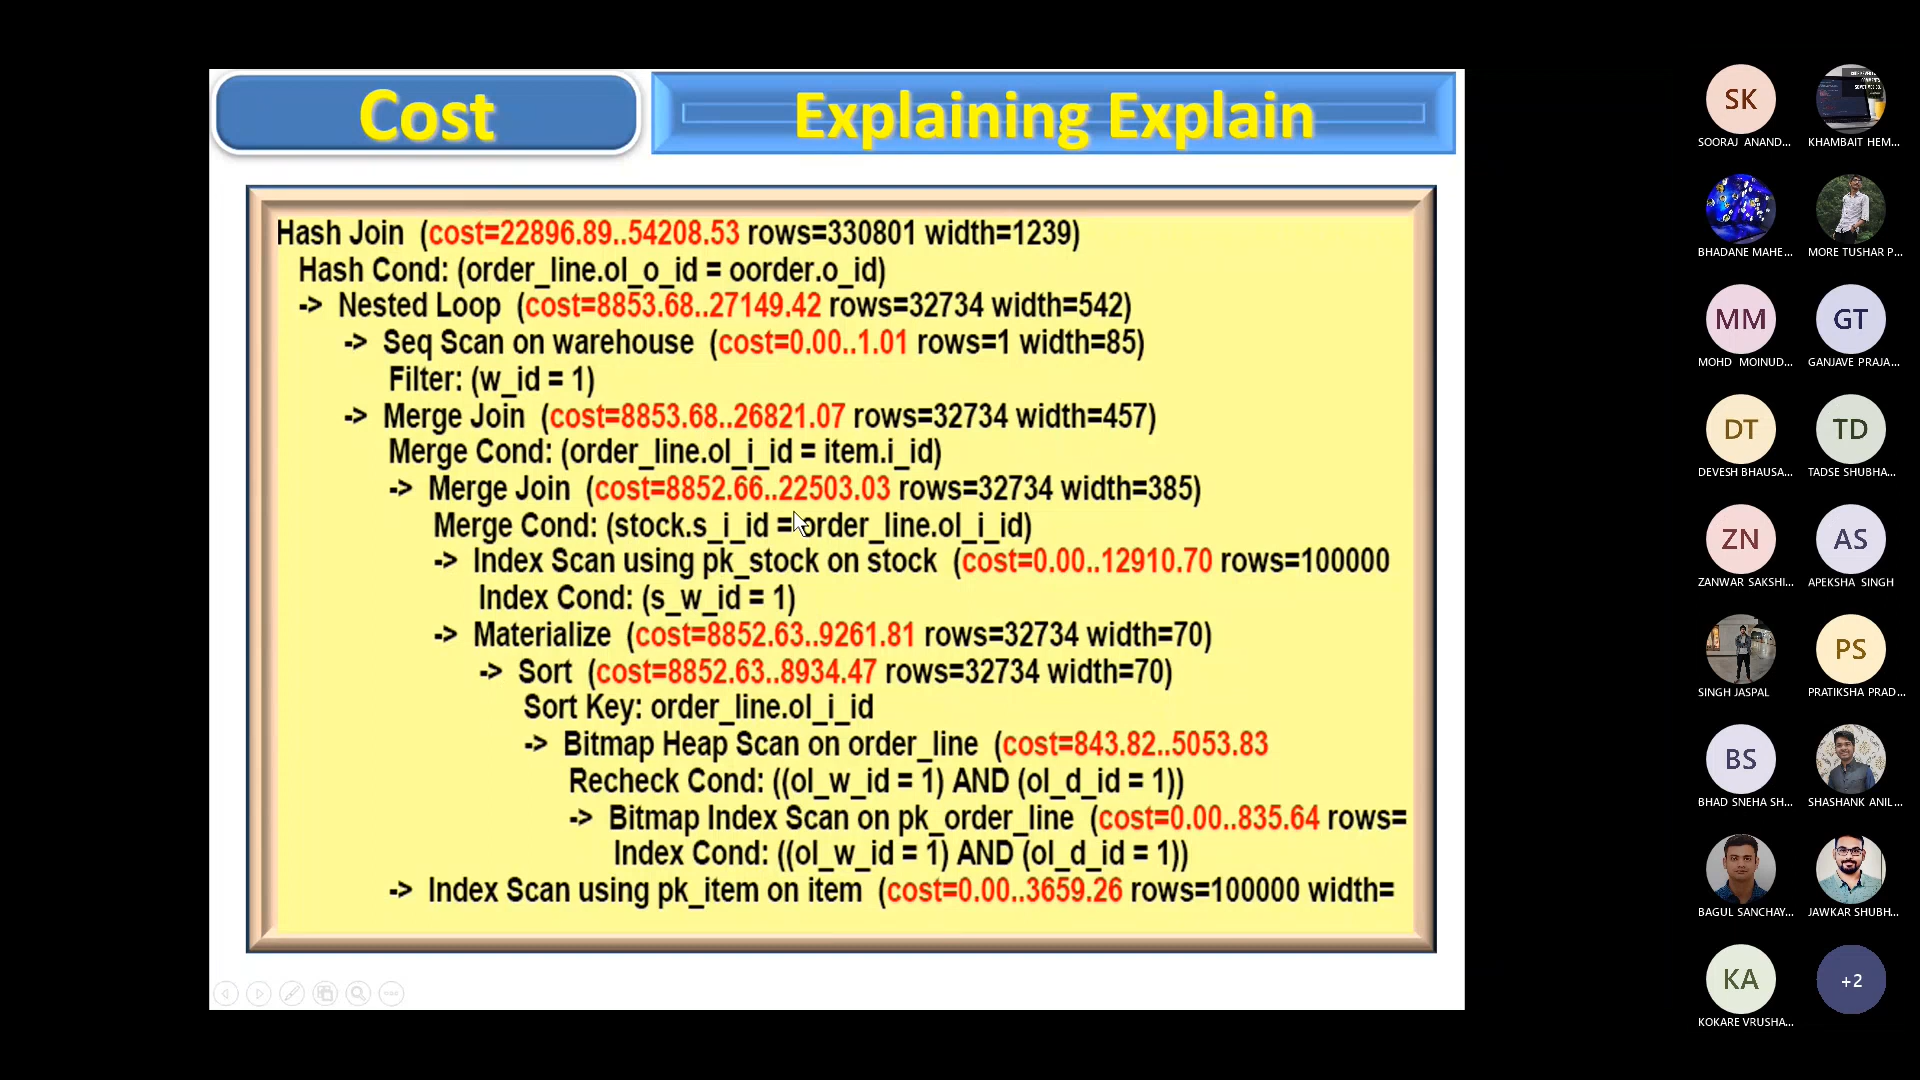 Cost
Explaining Explain
Hash Join (cost=22896.89..54208.53 rows=330801 width=1239)
Hash Cond: (order_line.ol_o_id = oorder.o_id)
-> Nested Loop (cost=8853.68..27149.42 rows=32734 width=542)
-> Seq Scan on warehouse (cost=0.00..1.01 rows=1 width=85)
Filter: (w_id = 1)
-> Merge Join (cost=8853.68..26821.07 rows=32734 width=457)
Merge Cond: (order_line.ol_i_id = item.i_id)
-> Merge Join (cost=8852.66..22503.03 rows=32734 width=385)
Merge Cond: (stock.s_i_id = order_line.ol_i_id)
-> Index Scan using pk_stock on stock (cost=0.00..12910.70 rows=100000
Index Cond: (s_w_id = 1)
-> Materialize (cost=8852.63..9261.81 rows=32734 width=70)
-> Sort (cost=8852.63..8934.47 rows=32734 width=70)
Sort Key: order_line.ol_i_id
-> Bitmap Heap Scan on order_line (cost=843.82..5053.83
Recheck Cond: ((ol_w_id = 1) AND (ol_d_id = 1))
-> Bitmap Index Scan on pk_order_line (cost=0.00..835.64 rows=
Index Cond: ((ol_w_id = 1) AND (ol_d_id = 1))
-> Index Scan using pk_item on item (cost=0.00..3659.26 rows=100000 width=
SK
SOORAJ ANAND...
KHAMBAIT HEM...
BHADANE MAHE...
MORE TUSHAR P...
MM
GT
MOHD MOINUD...
GANJAVE PRAJA...
DT
TD
DEVESH BHAUSA...
TADSE SHUBHA...
ZN
AS
ZANWAR SAKSHI...
APEKSHA SINGH
PS
SINGH JASPAL
PRATIKSHA PRAD...
BS
BHAD SNEHA SH...
SHASHANK ANIL...
BAGUL SANCHAY...
JAWKAR SHUBH...
KA
+2
KOKARE VRUSHA...